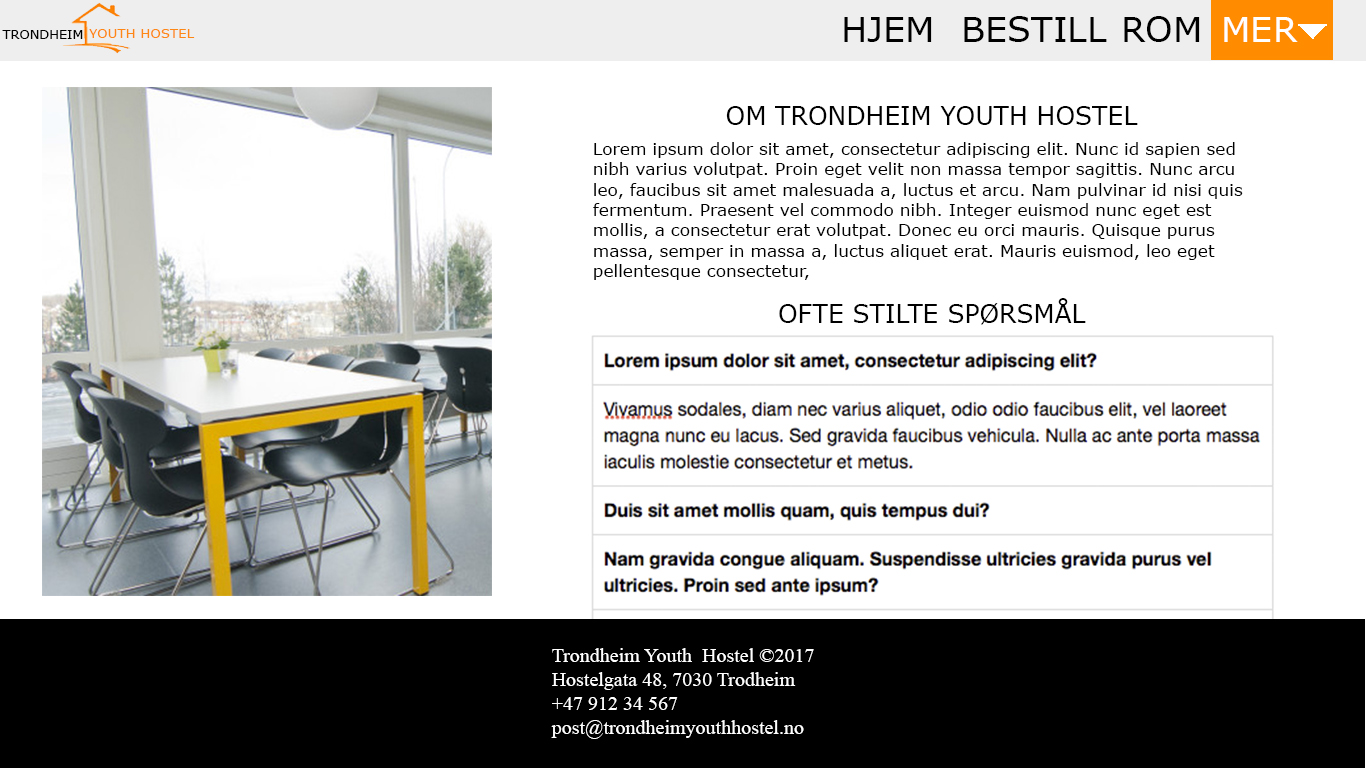 TRONDHEIM YOUTH HOSTEL
HJEM BESTILL ROM MER
OM TRONDHEIM YOUTH HOSTEL
Lorem ipsum dolor sit amet, consectetur adipiscing elit. Nunc id sapien sed
nibh varius volutpat. Proin eget velit non massa tempor sagittis. Nunc arcu
leo, faucibus sit amet malesuada a, luctus et arcu. Nam pulvinar id nisi quis
fermentum. Praesent vel commodo nibh. Integer euismod nunc eget est
mollis, a consectetur erat volutpat. Donec eu orci mauris. Quisque purus
massa, semper in massa a, luctus aliquet erat. Mauris euismod, leo eget
pellentesque consectetur,
OFTE STILTE SPØRSMÅL
Lorem ipsum dolor sit amet, consectetur adipiscing elit?
Vivamus sodales, diam nec varius aliquet, odio odio faucibus elit, vel laoreet
magna nunc eu lacus. Sed gravida faucibus vehicula. Nulla ac ante porta massa
iaculis molestie consectetur et metus.
Duis sit amet mollis quam, quis tempus dui?
Nam gravida congue aliquam. Suspendisse ultricies gravida purus vel
ultricies. Proin sed ante ipsum?
Trondheim Youth  Hostel ©2017
Hostelgata 48, 7030 Trodheim
+47 912 34 567
post@trondheimyouthhostel.no